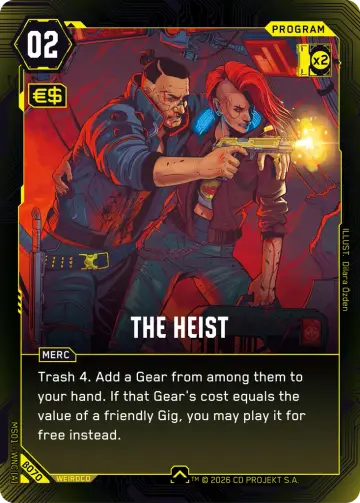 PROGRAM
02
x2
€$
ILLUST. Dilara Özden
THE HEIST
MERC
Trash 4. Add a Gear from among them to
your hand. If that Gear's cost equals the
value of a friendly Gig, you may play it for
free instead.
B070
WEIRDCO
™ © 2026 CD PROJEKT S.A.